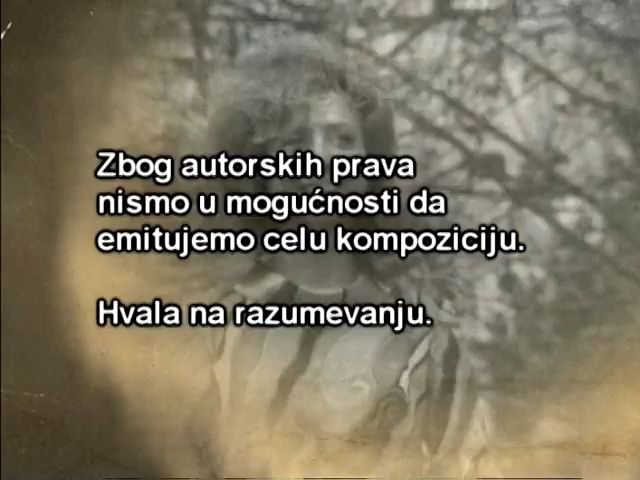 Zbog autorskih prava
nismo u mogućnosti da
emitujemo celu kompoziciju.
Hvala na razumevanju.